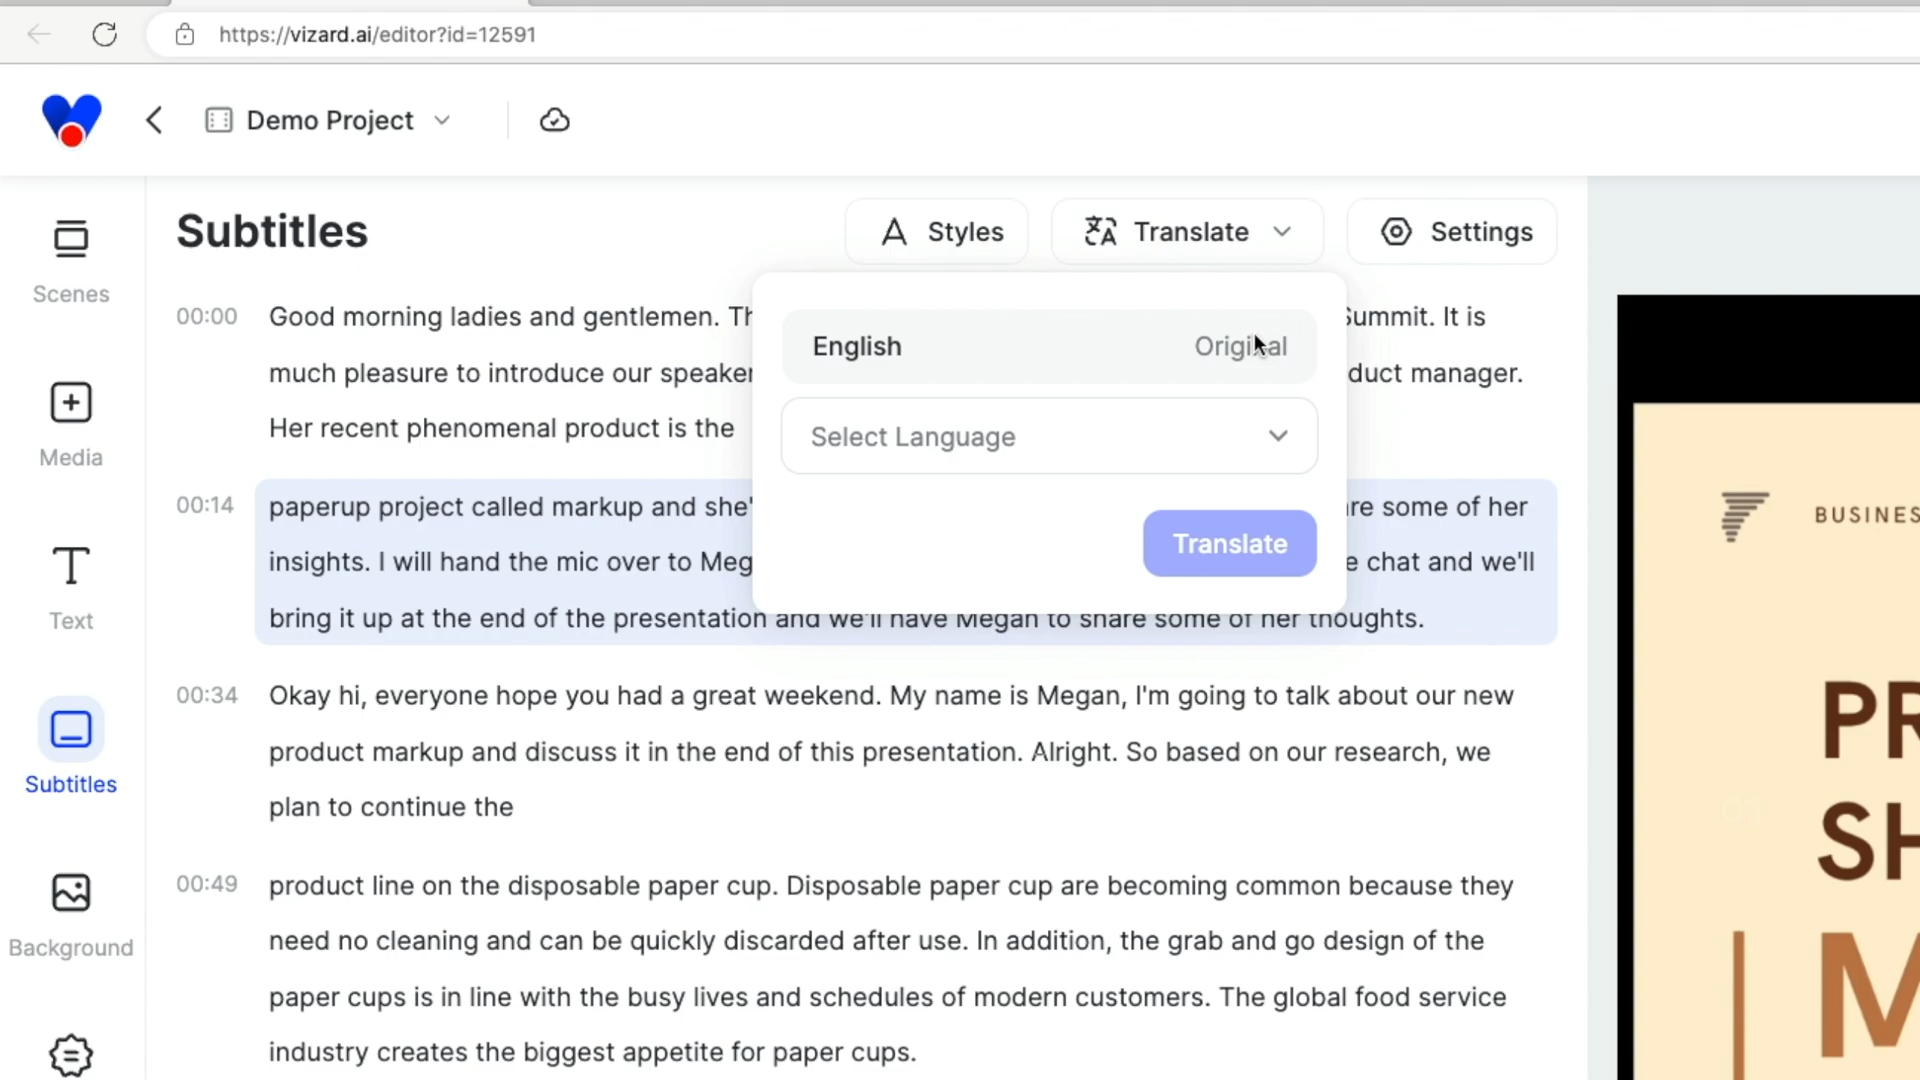 https://vizard.ai/editor?id=12591
Demo Project
Subtitles
Styles
Translate
Settings
Scenes
Media
Text
Subtitles
Background
00:00
Good morning ladies and gentlemen. Summit. It is
much pleasure to introduce our speaker duct manager.
Her recent phenomenal product is the
English
Original
Select Language
Translate
00:14
paperup project called markup and she' some of her
insights. I will hand the mic over to Meg chat and we'll
bring it up at the end of the presentation and we'll have Megan to share some of her thoughts.
00:34
Okay hi, everyone hope you had a great weekend. My name is Megan, I'm going to talk about our new
product markup and discuss it in the end of this presentation. Alright. So based on our research, we
plan to continue the
00:49
product line on the disposable paper cup. Disposable paper cup are becoming common because they
need no cleaning and can be quickly discarded after use. In addition, the grab and go design of the
paper cups is in line with the busy lives and schedules of modern customers. The global food service
industry creates the biggest appetite for paper cups.
BUSINES
PR
SH
M